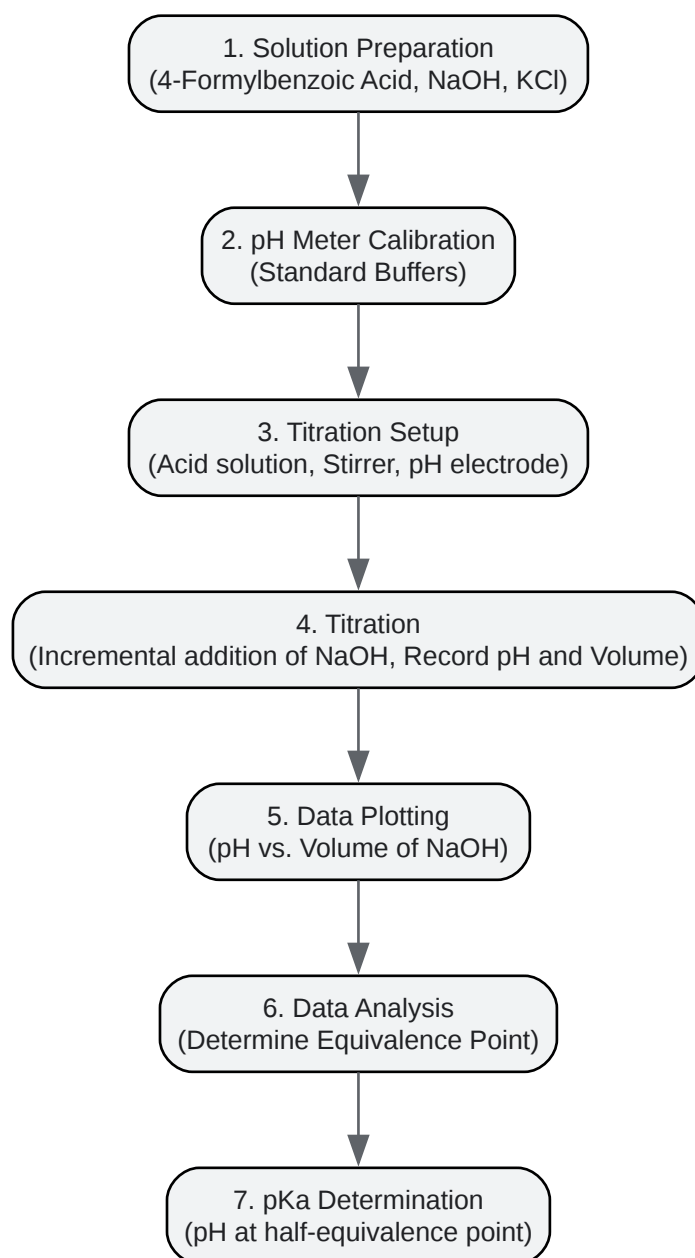 1. Solution Preparation
(4-Formylbenzoic Acid, NaOH, KCl)
2. pH Meter Calibration
(Standard Buffers)
3. Titration Setup
(Acid solution, Stirrer, pH electrode)
4. Titration
(Incremental addition of NaOH, Record pH and Volume)
5. Data Plotting
(pH vs. Volume of NaOH)
6. Data Analysis
(Determine Equivalence Point)
7. pKa Determination
(pH at half-equivalence point)